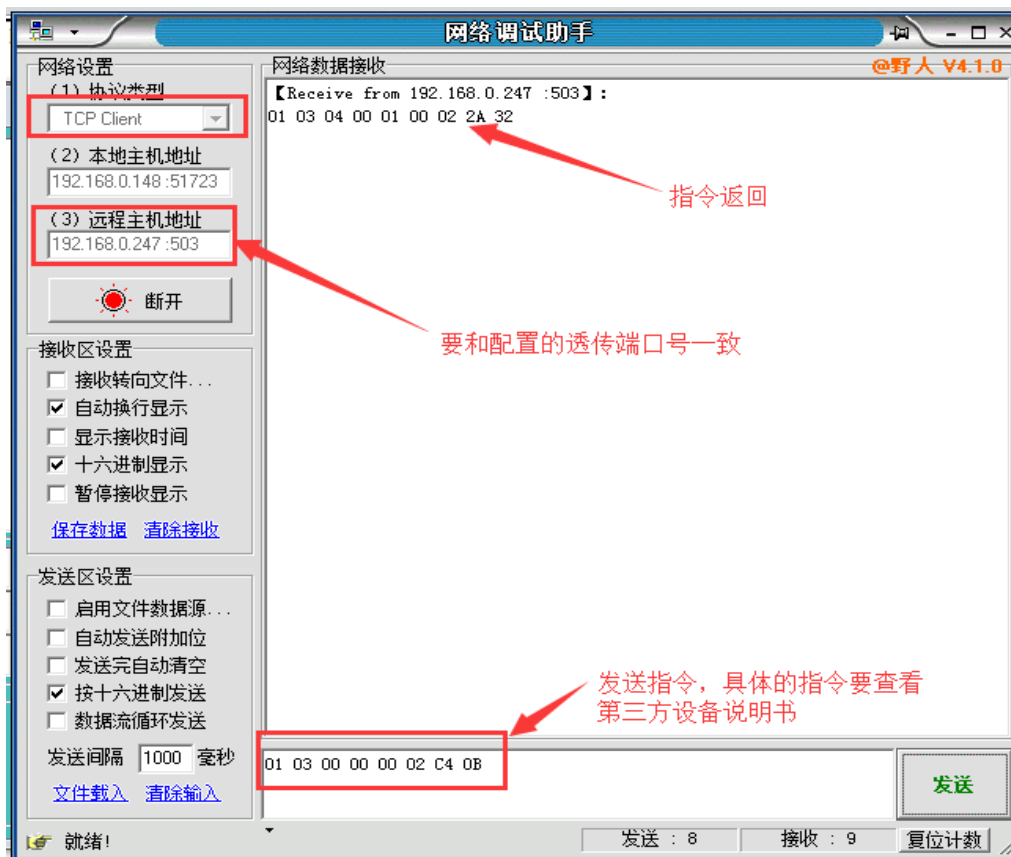 网络调试助手
网络设置
(1) 协议类型
TCP Client
(2) 本地主机地址
192.168.0.148 :51723
(3) 远程主机地址
192.168.0.247 :503
断开
接收区设置
接收转向文件...
自动换行显示
显示接收时间
十六进制显示
暂停接收显示
保存数据 清除接收
发送区设置
启用文件数据源...
自动发送附加位
发送完自动清空
按十六进制发送
数据流循环发送
发送间隔 1000 毫秒
文件载入 清除输入
网络数据接收
@野人 V4.1.0
【Receive from 192.168.0.247 :503】:
01 03 04 00 01 00 02 2A 32
指令返回
要和配置的透传端口号一致
发送指令，具体的指令要查看
第三方设备说明书
01 03 00 00 00 02 C4 0B
发送
就绪!
发送 : 8
接收 : 9
复位计数